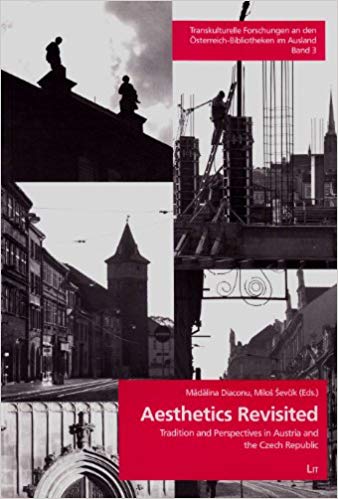 Transkulturelle Forschungen an den
Österreich-Bibliotheken im Ausland
Band 3
Mădălina Diaconu, Miloš Ševčík (Eds.)
Aesthetics Revisited
Tradition and Perspectives in Austria and
the Czech Republic
LIT